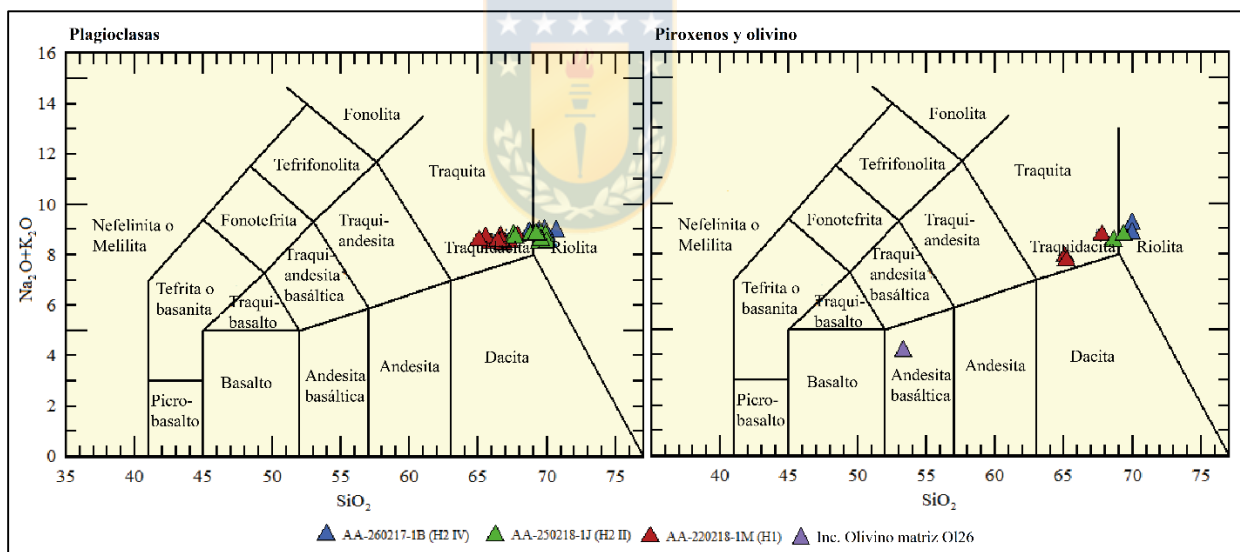 Plagioclasas
Na2O+K2O
16
14
12
10
8
6
4
2
0
Fonolita
Tefrifonolita
Traquita
Nefelinita o
Melilita
Fonotefrita
Traqui-
andesita
Traquidacita
Riolita
Tefrita o
basanita
Traqui-
andesita
basáltica
Traqui-
basalto
Basalto
Andesita
basáltica
Andesita
Dacita
Picro-
basalto
35 40 45 50 55 60 65 70 75
SiO2
Piroxenos y olivino
Fonolita
Tefrifonolita
Traquita
Nefelinita o
Melilita
Fonotefrita
Traqui-
andesita
Traquidacita
Riolita
Tefrita o
basanita
Traqui-
andesita
basáltica
Traqui-
basalto
Basalto
Andesita
basáltica
Andesita
Dacita
Picro-
basalto
40 45 50 55 60 65 70 75
SiO2
AA-260217-1B (H2 IV) AA-250218-1J (H2 II) AA-220218-1M (H1) Inc. Olivino matriz Ol26